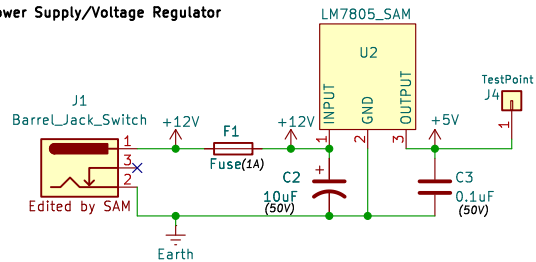 ower Supply/Voltage Regulator
LM7805_SAM
U2
INPUT
GND
OUTPUT
1
2
3
J1
Barrel_Jack_Switch
1
3
2
Edited by SAM
+12V
F1
Fuse(1A)
+12V
+5V
TestPoint
J4
1
C2
10uF
(50V)
C3
0.1uF
(50V)
Earth
+